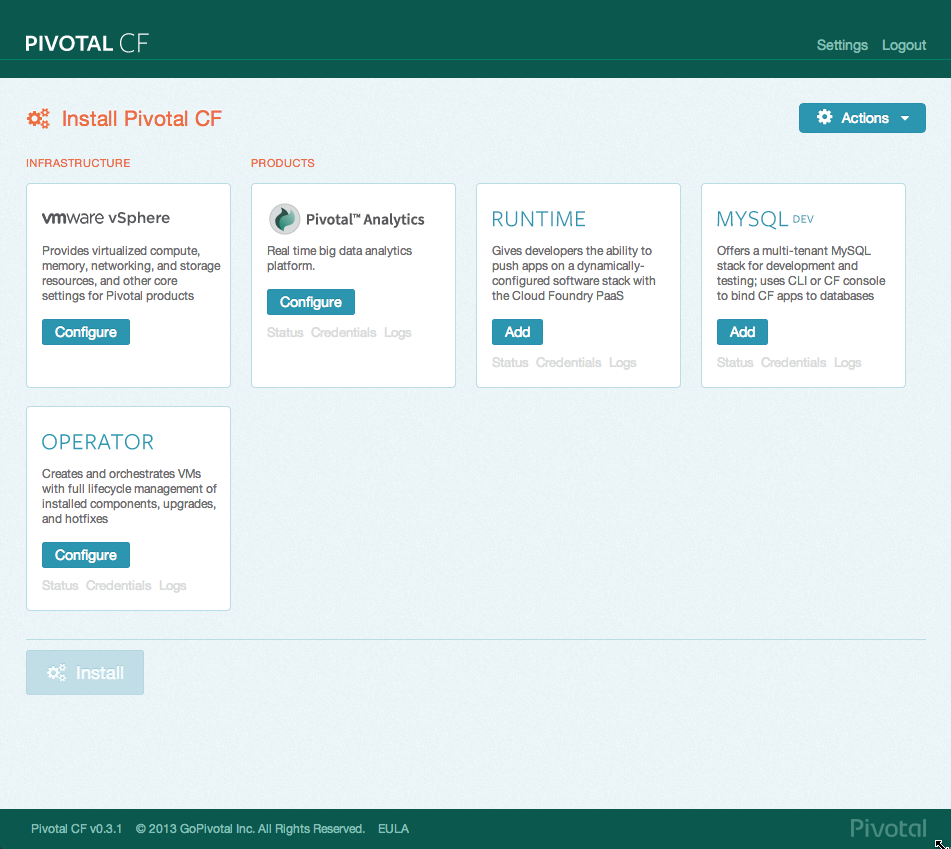 PIVOTAL CF
Settings Logout
Install Pivotal CF
Actions
INFRASTRUCTURE
PRODUCTS
vmware vSphere
Provides virtualized compute,
memory, networking, and storage
resources, and other core
settings for Pivotal products
Configure
Pivotal™ Analytics
Real time big data analytics
platform.
Configure
Status Credentials Logs
RUNTIME
Gives developers the ability to
push apps on a dynamically-
configured software stack with
the Cloud Foundry PaaS
Add
Status Credentials Logs
MYSQL DEV
Offers a multi-tenant MySQL
stack for development and
testing; uses CLI or CF console
to bind CF apps to databases
Add
Status Credentials Logs
OPERATOR
Creates and orchestrates VMs
with full lifecycle management of
installed components, upgrades,
and hotfixes
Configure
Status Credentials Logs
Install
Pivotal CF v0.3.1 © 2013 GoPivotal Inc. All Rights Reserved. EULA
Pivotal